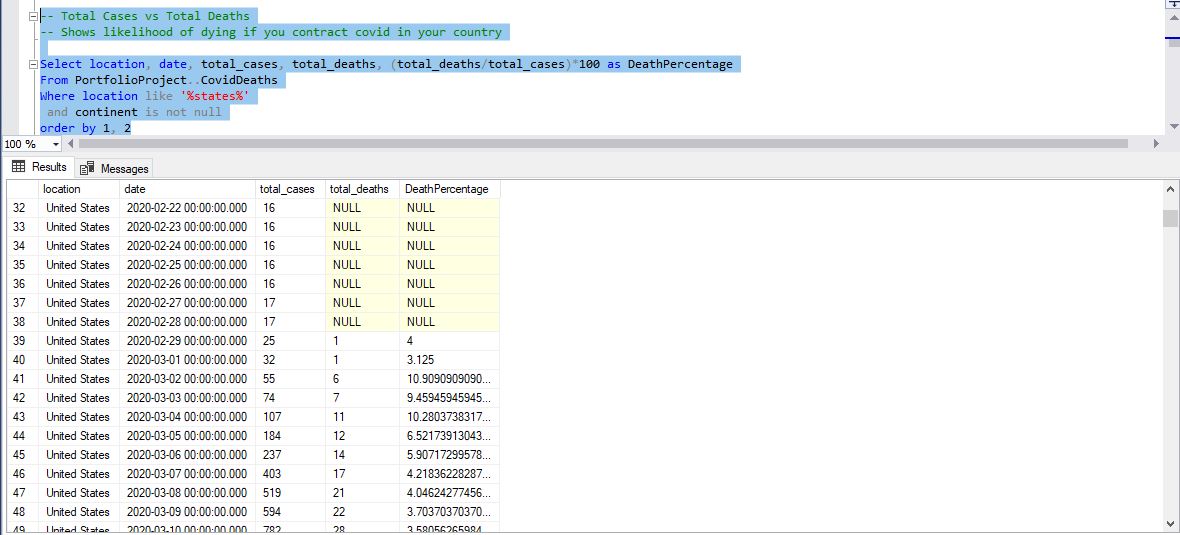 -- Total Cases vs Total Deaths
-- Shows likelihood of dying if you contract covid in your country
Select location, date, total_cases, total_deaths, (total_deaths/total_cases)*100 as DeathPercentage
From PortfolioProject..CovidDeaths
Where location like '%states%'
and continent is not null
order by 1, 2
100 %
Results Messages
location date total_cases total_deaths DeathPercentage
32 United States 2020-02-22 00:00:00.000 16 NULL NULL
33 United States 2020-02-23 00:00:00.000 16 NULL NULL
34 United States 2020-02-24 00:00:00.000 16 NULL NULL
35 United States 2020-02-25 00:00:00.000 16 NULL NULL
36 United States 2020-02-26 00:00:00.000 16 NULL NULL
37 United States 2020-02-27 00:00:00.000 17 NULL NULL
38 United States 2020-02-28 00:00:00.000 17 NULL NULL
39 United States 2020-02-29 00:00:00.000 25 1 4
40 United States 2020-03-01 00:00:00.000 32 1 3.125
41 United States 2020-03-02 00:00:00.000 55 6 10.9090909090...
42 United States 2020-03-03 00:00:00.000 74 7 9.45945945945...
43 United States 2020-03-04 00:00:00.000 107 11 10.2803738317...
44 United States 2020-03-05 00:00:00.000 184 12 6.52173913043...
45 United States 2020-03-06 00:00:00.000 237 14 5.90717299578...
46 United States 2020-03-07 00:00:00.000 403 17 4.21836228287...
47 United States 2020-03-08 00:00:00.000 519 21 4.04624277456...
48 United States 2020-03-09 00:00:00.000 594 22 3.70370370370...
49 United States 2020-03-10 00:00:00.000 782 28 3.58056265984...